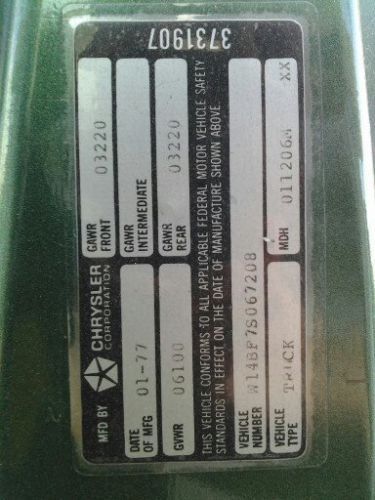 MFD BY CHRYSLER
CORPORATION
DATE
OF MFG 01-77
GAWR
FRONT 03220
GVWR 06100
GAWR
INTERMEDIATE
GAWR
REAR 03220
THIS VEHICLE CONFORMS TO ALL APPLICABLE FEDERAL MOTOR VEHICLE SAFETY
STANDARDS IN EFFECT ON THE DATE OF MANUFACTURE SHOWN ABOVE.
VEHICLE
NUMBER W14BF7S067208
VEHICLE
TYPE TRUCK
MDH 011206M XX
3731907